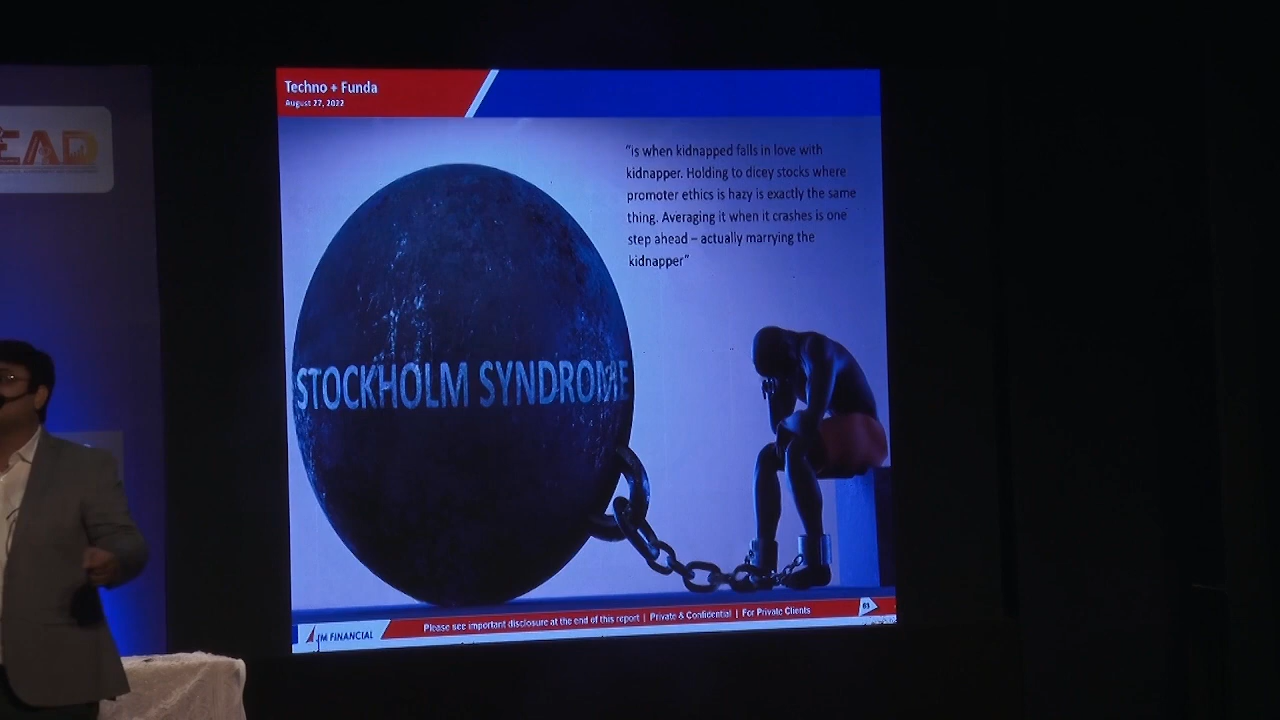 Techno + Funda
August 27, 2022
EAD
"is when kidnapped falls in love with
kidnapper. Holding to dicey stocks where
promoter ethics is hazy is exactly the same
thing. Averaging it when it crashes is one
step ahead – actually marrying the
kidnapper"
STOCKHOLM SYNDROME
JM FINANCIAL
Please see important disclosure at the end of this report | Private & Confidential | For Private Clients